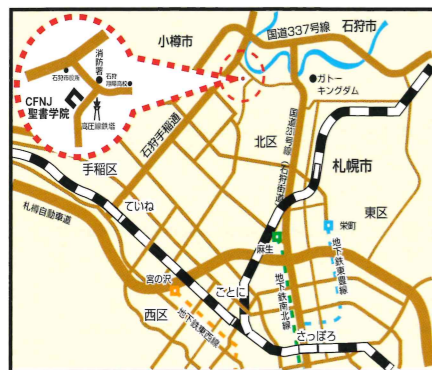 小樽市
国道337号線
石狩市
消防署
石狩市役所
石狩翔陽高校
CFNJ
聖書学院
高圧線鉄塔
ガトー
キングダム
石狩手稲通
北区
国道231号線(石狩街道)
札幌市
手稲区
東区
ていね
札樽自動車道
栄町
麻生
地下鉄東豊線
宮の沢
ことに
地下鉄南北線
西区
地下鉄東西線
さっぽろ